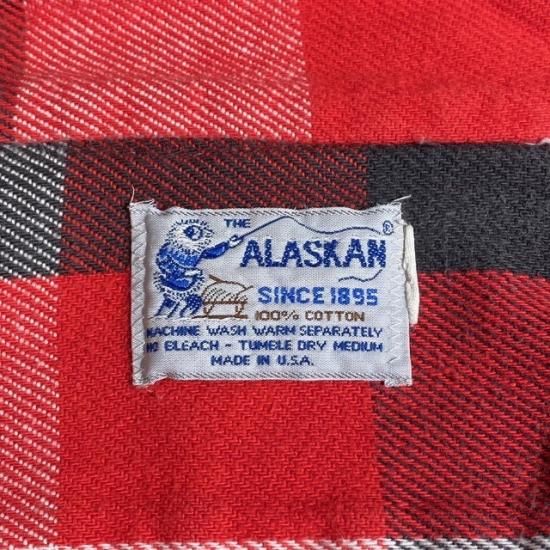 THE
ALASKAN ®
SINCE 1895
100% COTTON
MACHINE WASH WARM SEPARATELY
NO BLEACH - TUMBLE DRY MEDIUM
MADE IN U.S.A.